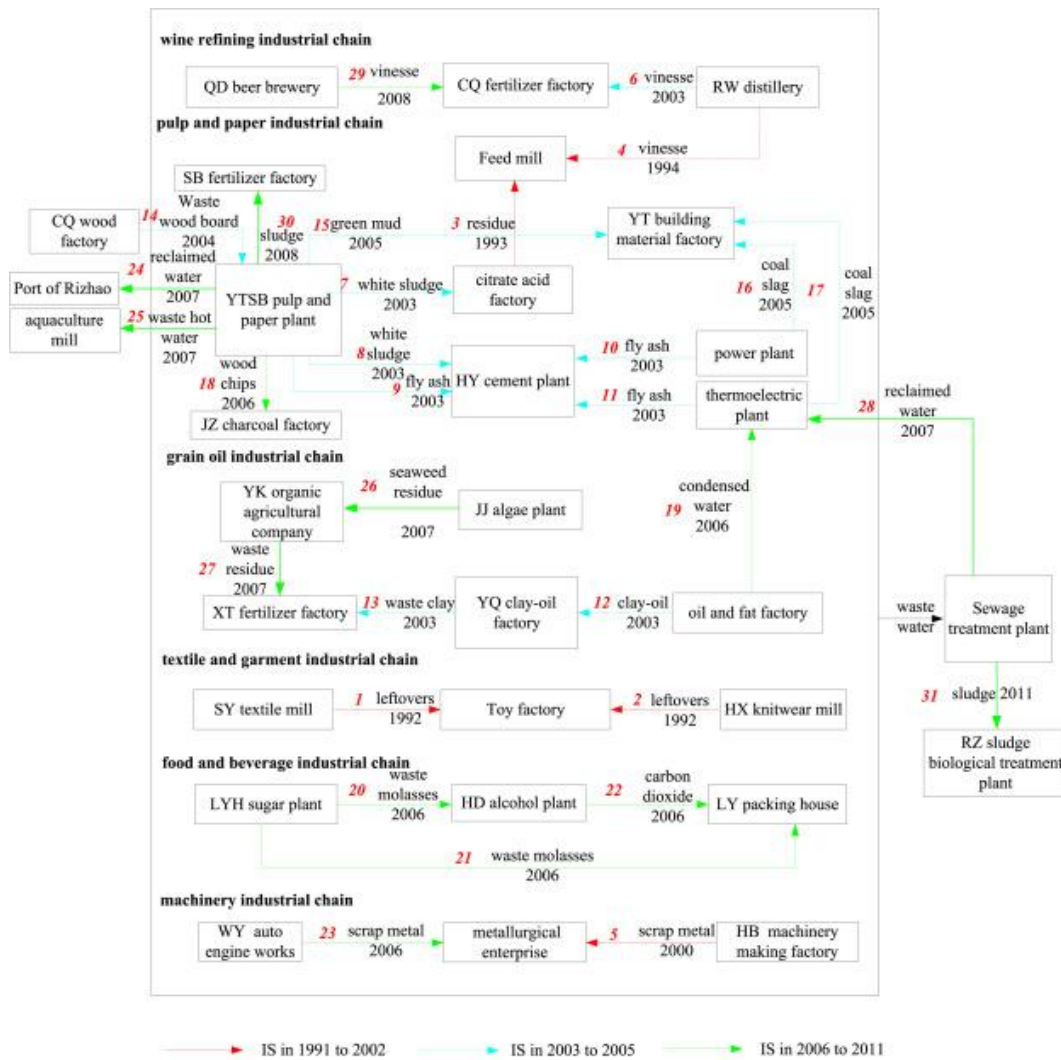 wine refining industrial chain
29 vinesse
2008
6 vinesse
2003
QD beer brewery
CQ fertilizer factory
RW distillery
pulp and paper industrial chain
4 vinesse
1994
Feed mill
SB fertilizer factory
14 Waste
wood board
2004
30
sludge
2008
15 green mud
2005
3 residue
1993
CQ wood
factory
YT building
material factory
24 reclaimed
water
2007
Port of Rizhao
YTSB pulp and
paper plant
7 white sludge
2003
citrate acid
factory
16 coal
slag
2005
17 coal
slag
2005
aquaculture
mill
25 waste hot
water
2007
8 white
sludge
2003
9 fly ash
2003
HY cement plant
10 fly ash
2003
power plant
11 fly ash
2003
thermoelectric
plant
28 reclaimed
water
2007
18 wood
chips
2006
JZ charcoal factory
grain oil industrial chain
YK organic
agricultural
company
26 seaweed
residue
2007
JJ algae plant
19 condensed
water
2006
27 waste
residue
2007
XT fertilizer factory
13 waste clay
2003
YQ clay-oil
factory
12 clay-oil
2003
oil and fat factory
waste
water
Sewage
treatment plant
textile and garment industrial chain
SY textile mill
1 leftovers
1992
Toy factory
2 leftovers
1992
HX knitwear mill
31 sludge 2011
RZ sludge
biological treatment
plant
food and beverage industrial chain
LYH sugar plant
20 waste
molasses
2006
HD alcohol plant
22 carbon
dioxide
2006
LY packing house
21 waste molasses
2006
machinery industrial chain
WY auto
engine works
23 scrap metal
2006
metallurgical
enterprise
5 scrap metal
2000
HB machinery
making factory
IS in 1991 to 2002
IS in 2003 to 2005
IS in 2006 to 2011